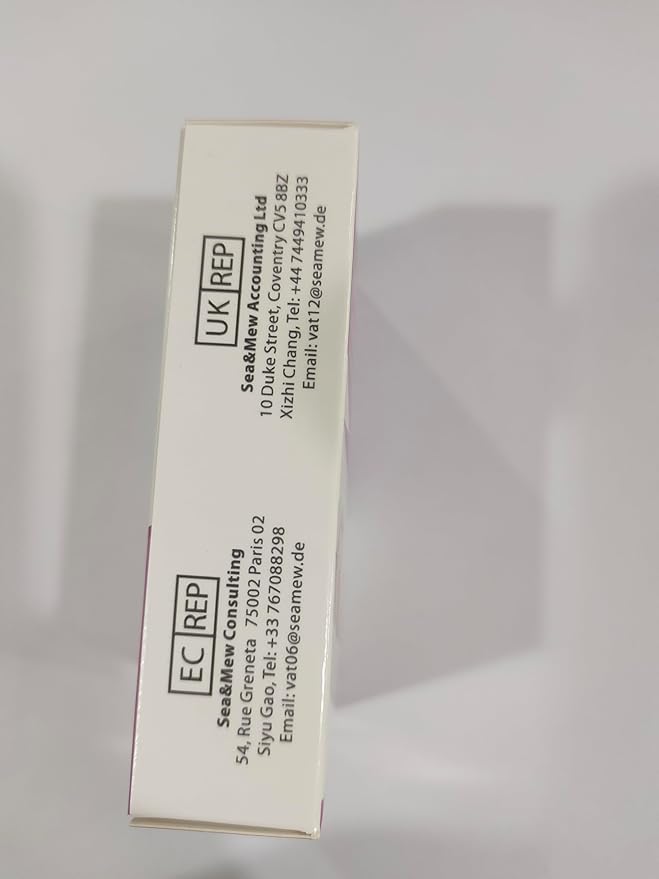 EC REP
Sea&Mew Consulting
54, Rue Greneta 75002 Paris 02
Siyu Gao, Tel: +33 767088298
Email: vat06@seamew.de
UK REP
Sea&Mew Accounting Ltd
10 Duke Street, Coventry CV5 8BZ
Xizhi Chang, Tel: +44 7449410333
Email: vat12@seamew.de